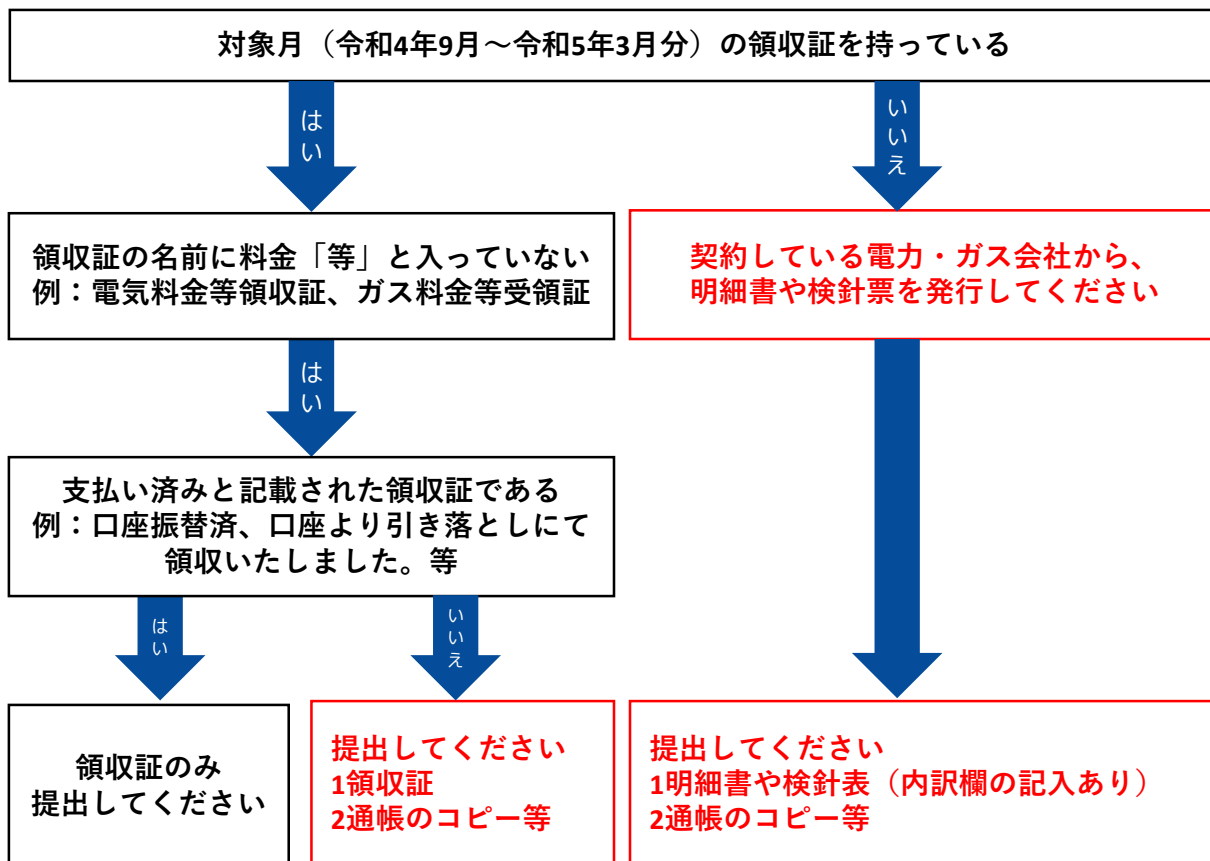 対象月（令和4年9月～令和5年3月分）の領収証を持っている
はい
いいえ
領収証の名前に料金「等」と入っていない
例：電気料金等領収証、ガス料金等受領証
契約している電力・ガス会社から、
明細書や検針票を発行してください
はい
支払い済みと記載された領収証である
例：口座振替済、口座より引き落としにて
領収いたしました。等
はい
いいえ
領収証のみ
提出してください
提出してください
1領収証
2通帳のコピー等
提出してください
1明細書や検針表（内訳欄の記入あり）
2通帳のコピー等